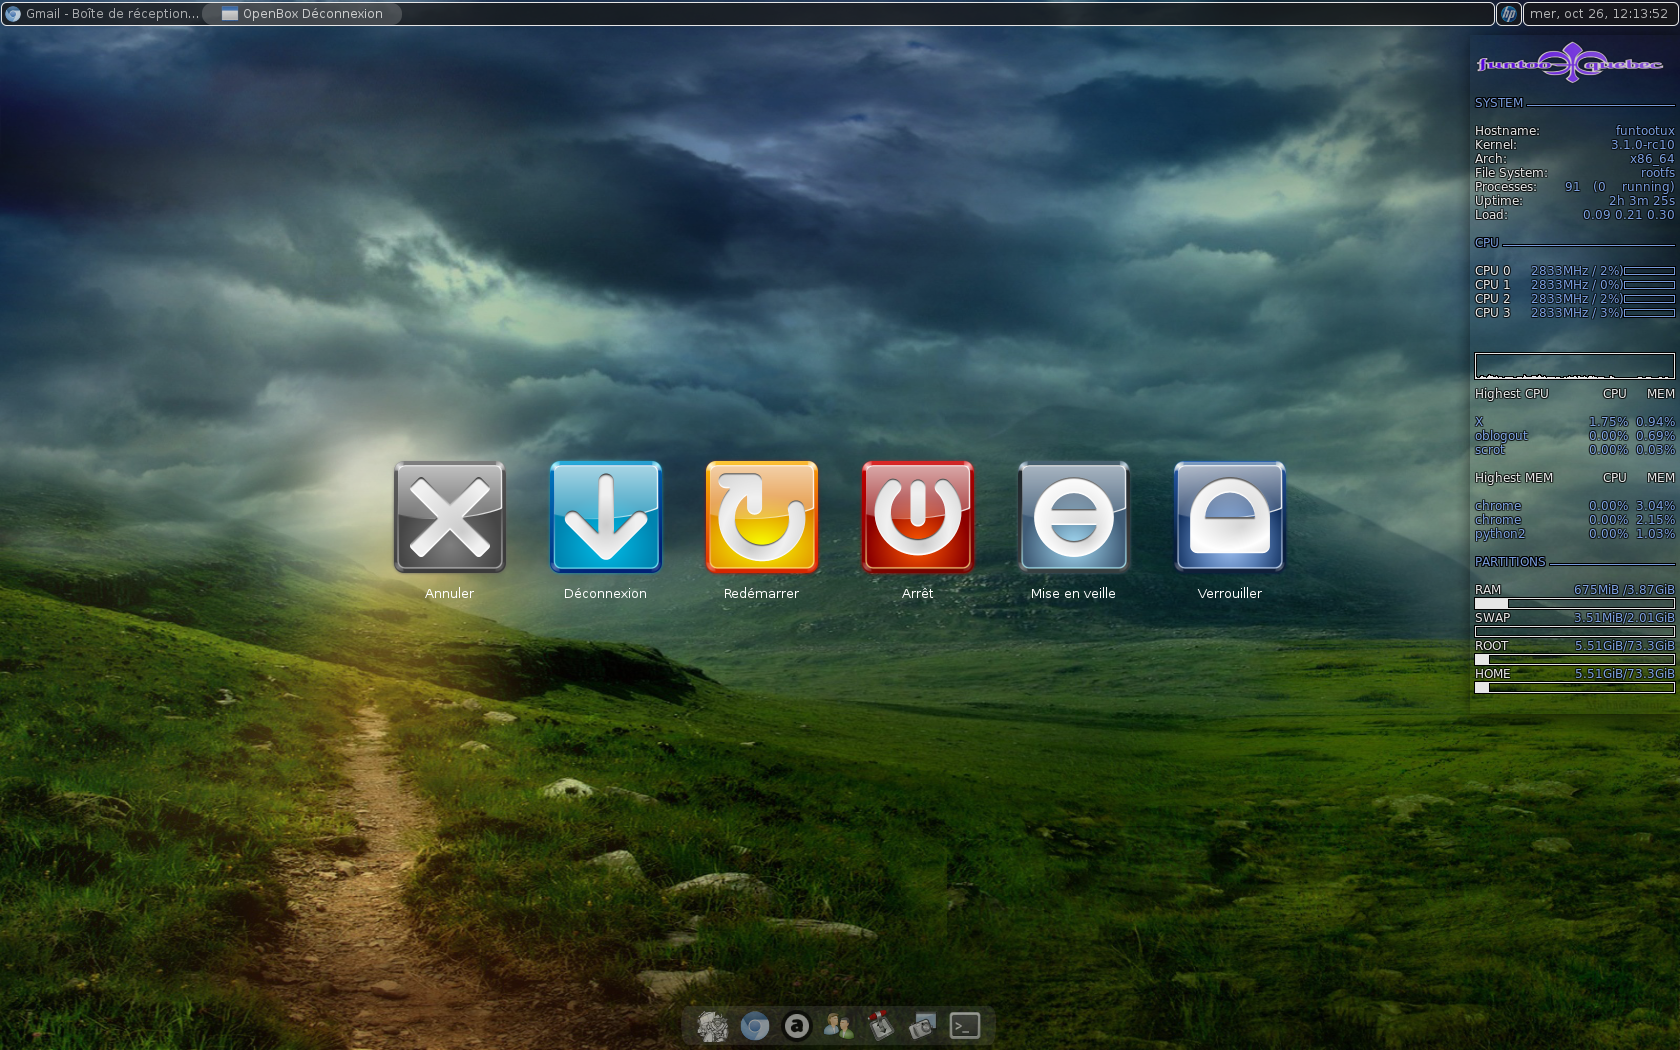 Gmail - Boîte de réception... OpenBox Déconnexion
hp mer, oct 26, 12:13:52
funtoo quebec
SYSTEM
Hostname: funtootux
Kernel: 3.1.0-rc10
Arch: x86_64
File System: rootfs
Processes: 91 (0 running)
Uptime: 2h 3m 25s
Load: 0.09 0.21 0.30
CPU
CPU 0 2833MHz / 2%)
CPU 1 2833MHz / 0%)
CPU 2 2833MHz / 2%)
CPU 3 2833MHz / 3%)
Highest CPU CPU MEM
X 1.75% 0.94%
oblogout 0.00% 0.69%
scrot 0.00% 0.03%
Highest MEM CPU MEM
chrome 0.00% 3.04%
chrome 0.00% 2.15%
python2 0.00% 1.03%
PARTITIONS
RAM 675MiB /3.87GiB
SWAP 3.51MiB/2.01GiB
ROOT 5.51GiB/73.3GiB
HOME 5.51GiB/73.3GiB
Annuler Déconnexion Redémarrer Arrêt Mise en veille Verrouiller
a >_